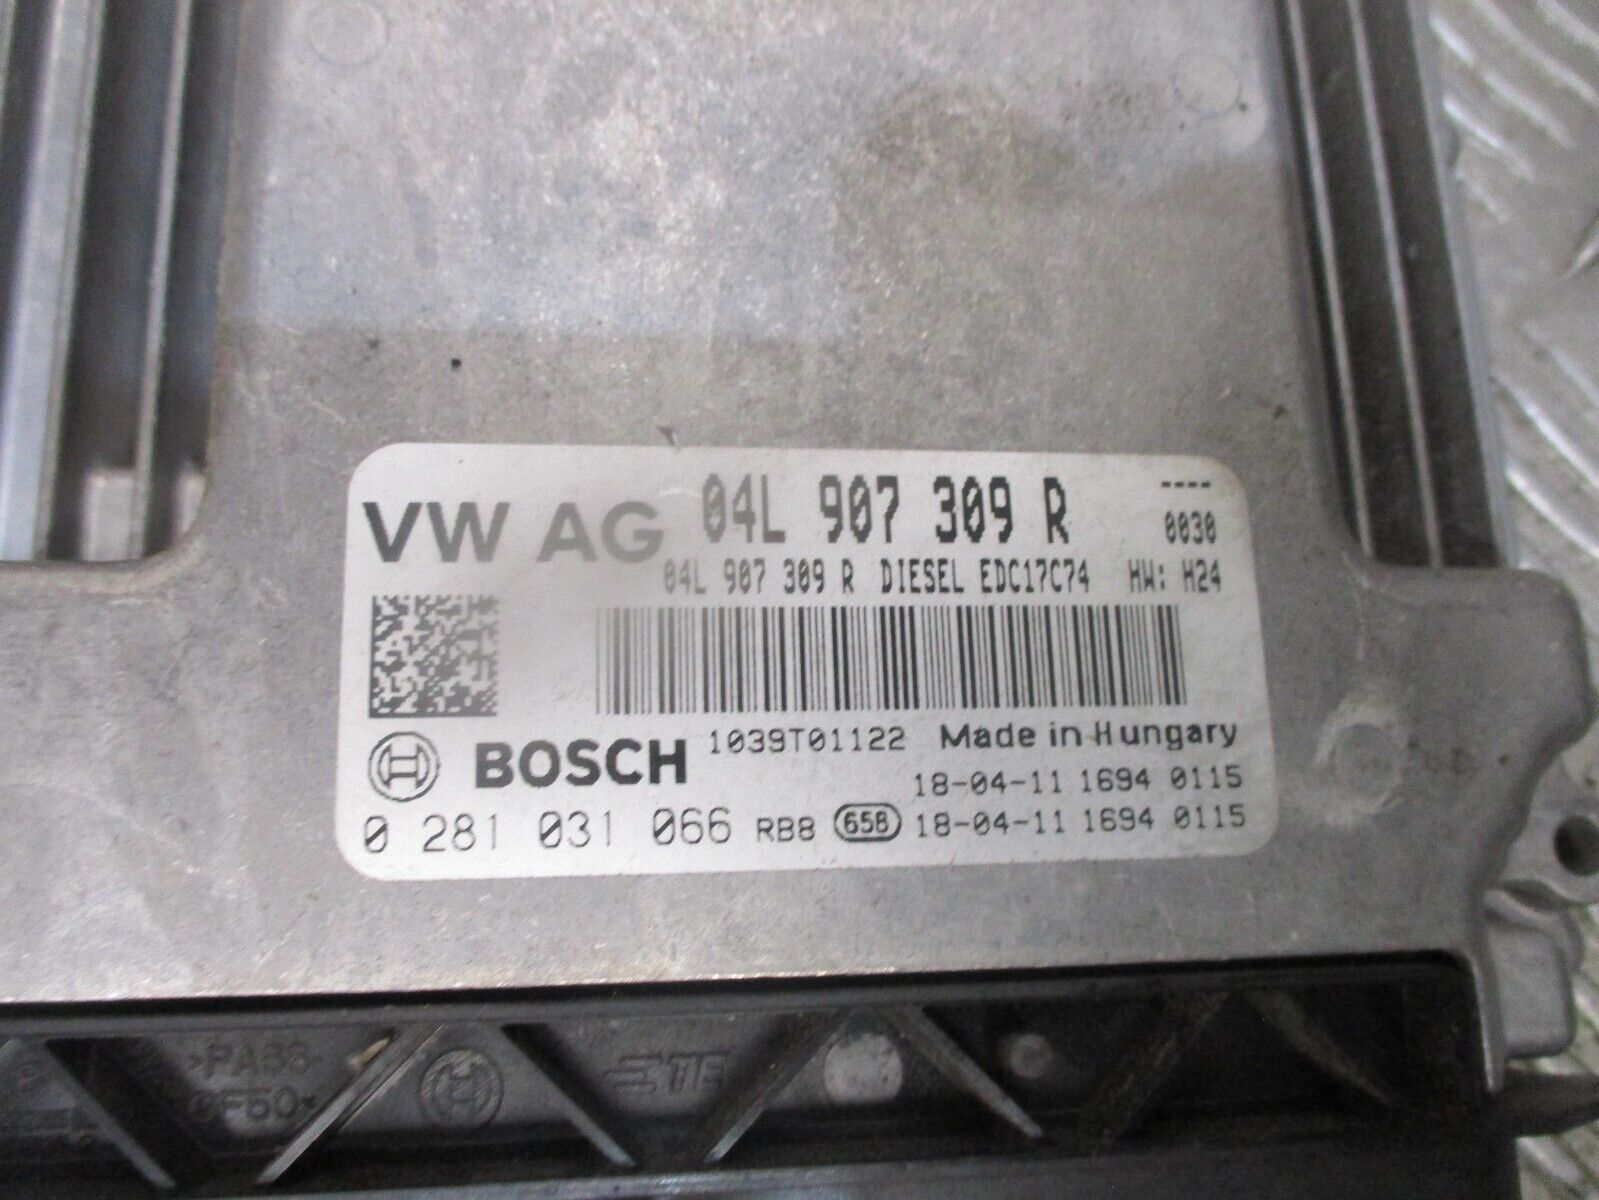 VW AG 04L 907 309 R ----
0030
04L 907 309 R DIESEL EDC17C74 HW: H24
BOSCH 1039T01122 Made in Hungary
18-04-11 1694 0115
0 281 031 066 RB8 658 18-04-11 1694 0115